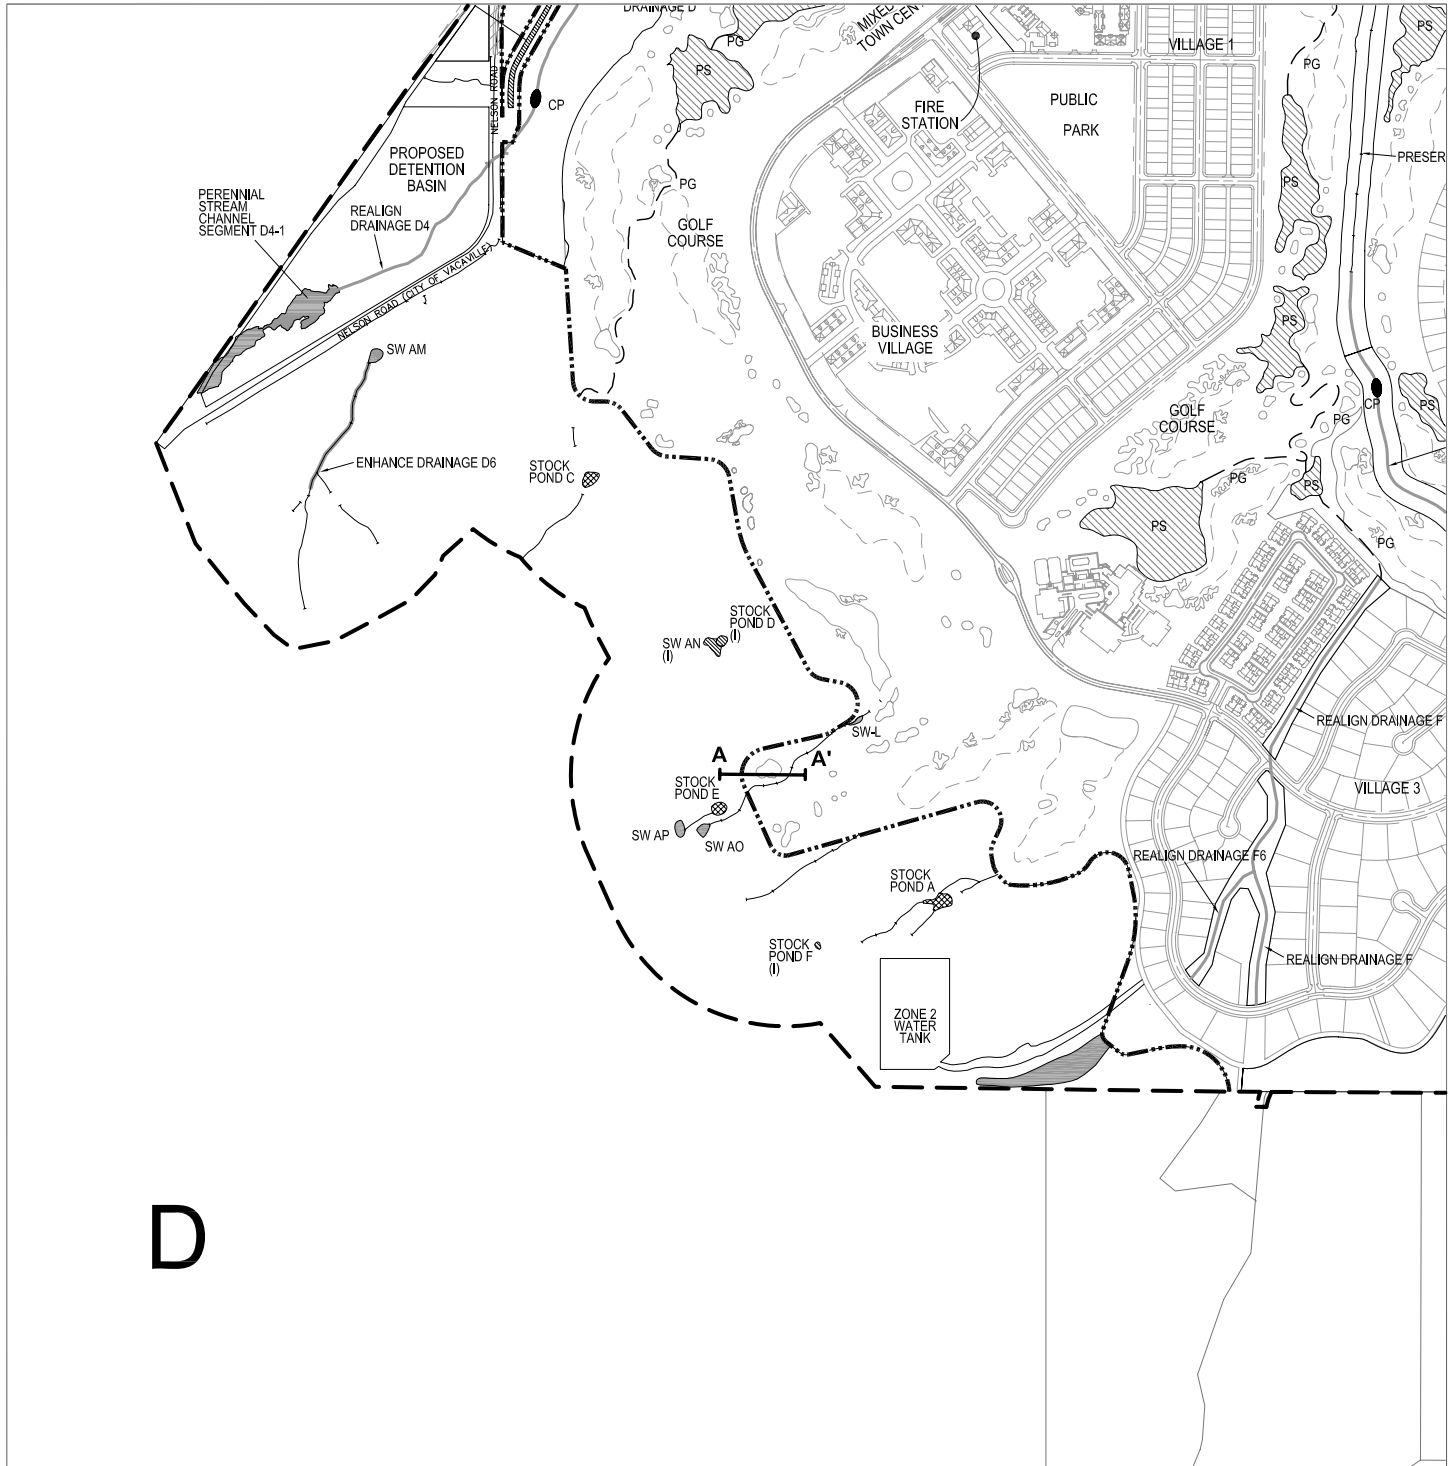 DRAINAGE D
MIXED
TOWN CEN
VILLAGE 1
PS
PG
PS
PG
CP
NELSON ROAD
FIRE
STATION
PUBLIC
PARK
PROPOSED
DETENTION
BASIN
PRESER
PERENNIAL
STREAM
CHANNEL
SEGMENT D4-1
REALIGN
DRAINAGE D4
PG
PS
GOLF
COURSE
NELSON ROAD (CITY OF VACAVILLE)
PS
BUSINESS
VILLAGE
SW AM
CP
PS
GOLF
COURSE
PG
ENHANCE DRAINAGE D6
STOCK
POND C
PG
PS
PS
PG
STOCK
POND D
(I)
SW AN
(I)
REALIGN DRAINAGE F
SW-L
A
A'
STOCK
POND E
VILLAGE 3
SW AP
SW AO
REALIGN DRAINAGE F6
STOCK
POND A
STOCK
POND F
(I)
REALIGN DRAINAGE F
ZONE 2
WATER
TANK
D